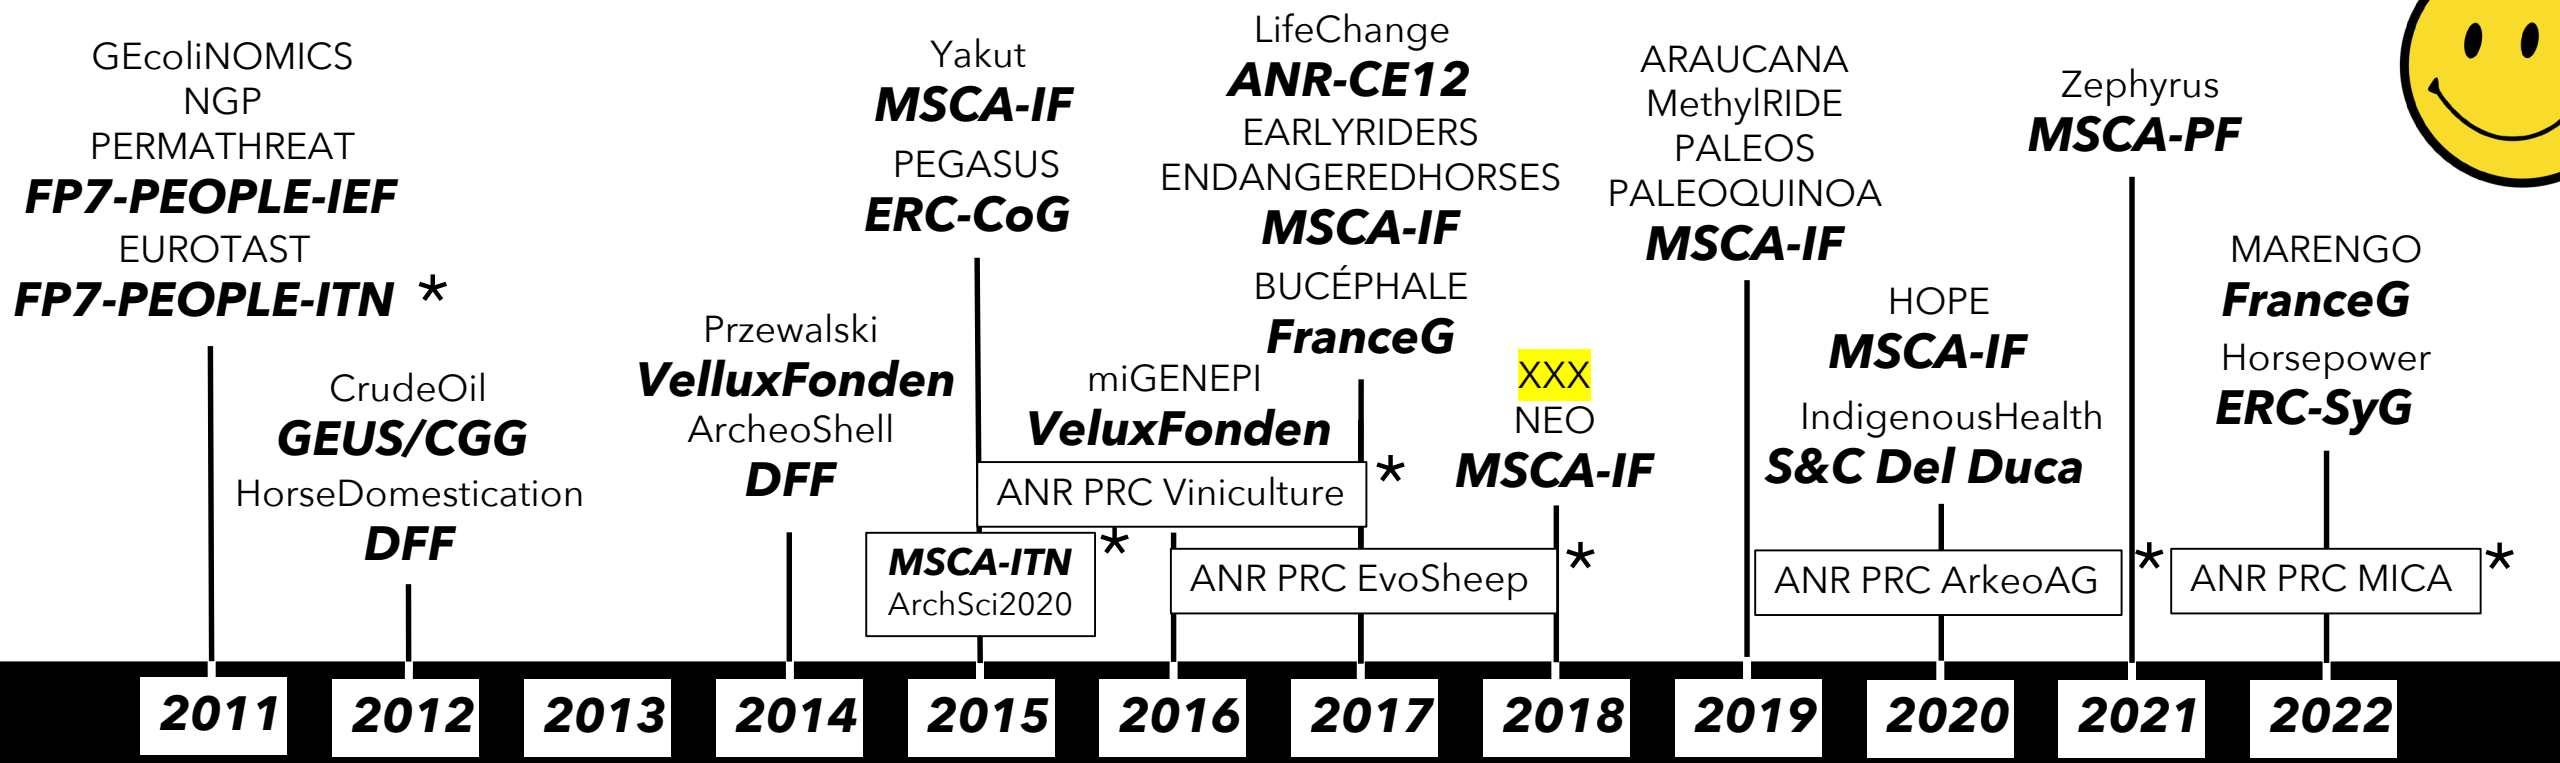 GEcoliNOMICS
NGP
PERMATHREAT
FP7-PEOPLE-IEF
EUROTAST
FP7-PEOPLE-ITN *
CrudeOil
GEUS/CGG
HorseDomestication
DFF
Przewalski
VelluxFonden
ArcheoShell
DFF
Yakut
MSCA-IF
PEGASUS
ERC-CoG
MSCA-ITN *
ArchSci2020
miGENEPI
VeluxFonden
ANR PRC Viniculture *
LifeChange
ANR-CE12
EARLYRIDERS
ENDANGEREDHORSES
MSCA-IF
BUCÉPHALE
FranceG
ANR PRC EvoSheep *
XXX
NEO
MSCA-IF
ARAUCANA
MethylRIDE
PALEOS
PALEOQUINOA
MSCA-IF
HOPE
MSCA-IF
IndigenousHealth
S&C Del Duca
ANR PRC ArkeoAG *
Zephyrus
MSCA-PF
MARENGO
FranceG
Horsepower
ERC-SyG
ANR PRC MICA *
2011 2012 2013 2014 2015 2016 2017 2018 2019 2020 2021 2022